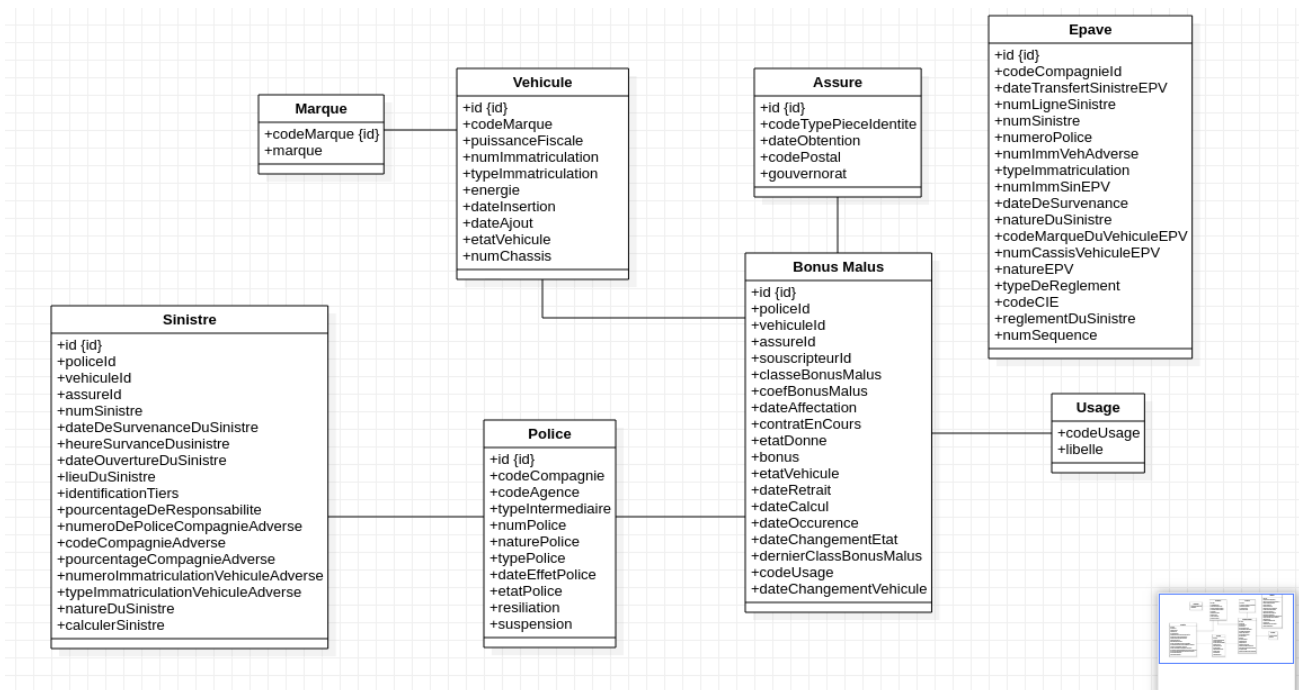 Marque
+codeMarque {id}
+marque
Vehicule
+id {id}
+codeMarque
+puissanceFiscale
+numImmatriculation
+typeImmatriculation
+energie
+dateInsertion
+dateAjout
+etatVehicule
+numChassis
Assure
+id {id}
+codeTypePieceIdentite
+dateObtention
+codePostal
+gouvernorat
Epave
+id {id}
+codeCompagnieId
+dateTransfertSinistreEPV
+numLigneSinistre
+numSinistre
+numeroPolice
+numImmVehAdverse
+typeImmatriculation
+numImmSinEPV
+dateDeSurvenance
+natureDuSinistre
+codeMarqueDuVehiculeEPV
+numCassisVehiculeEPV
+natureEPV
+typeDeReglement
+codeCIE
+reglementDuSinistre
+numSequence
Sinistre
+id {id}
+policeId
+vehiculeId
+assureId
+numSinistre
+dateDeSurvenanceDuSinistre
+heureSurvanceDusinistre
+dateOuvertureDuSinistre
+lieuDuSinistre
+identificationTiers
+pourcentageDeResponsabilite
+numeroDePoliceCompagnieAdverse
+codeCompagnieAdverse
+pourcentageCompagnieAdverse
+numeroImmatriculationVehiculeAdverse
+typeImmatriculationVehiculeAdverse
+natureDuSinistre
+calculerSinistre
Police
+id {id}
+codeCompagnie
+codeAgence
+typeIntermediaire
+numPolice
+naturePolice
+typePolice
+dateEffetPolice
+etatPolice
+resiliation
+suspension
Bonus Malus
+id {id}
+policeId
+vehiculeId
+assureId
+souscripteurId
+classeBonusMalus
+coefBonusMalus
+dateAffectation
+contratEnCours
+etatDonne
+bonus
+etatVehicule
+dateRetrait
+dateCalcul
+dateOccurence
+dateChangementEtat
+dernierClassBonusMalus
+codeUsage
+dateChangementVehicule
Usage
+codeUsage
+libelle